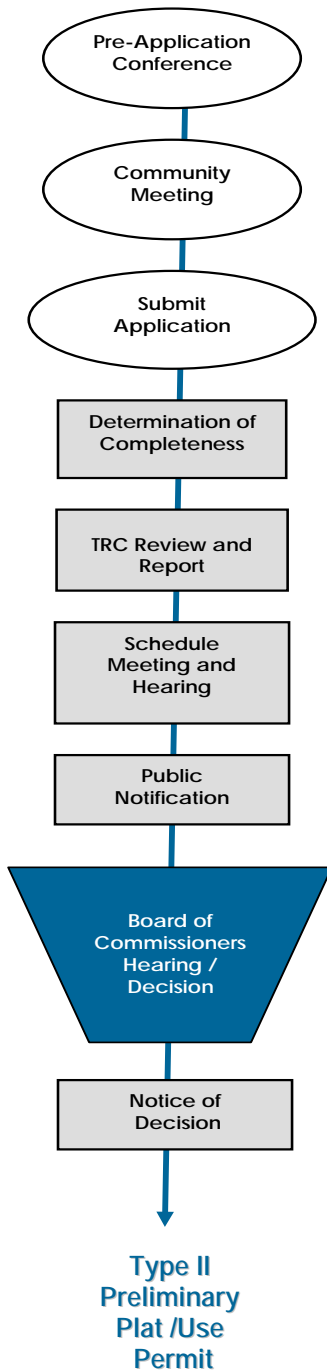 Pre-Application
Conference
Community
Meeting
Submit
Application
Determination of
Completeness
TRC Review and
Report
Schedule
Meeting and
Hearing
Public
Notification
Board of
Commissioners
Hearing /
Decision
Notice of
Decision
Type II
Preliminary
Plat /Use
Permit